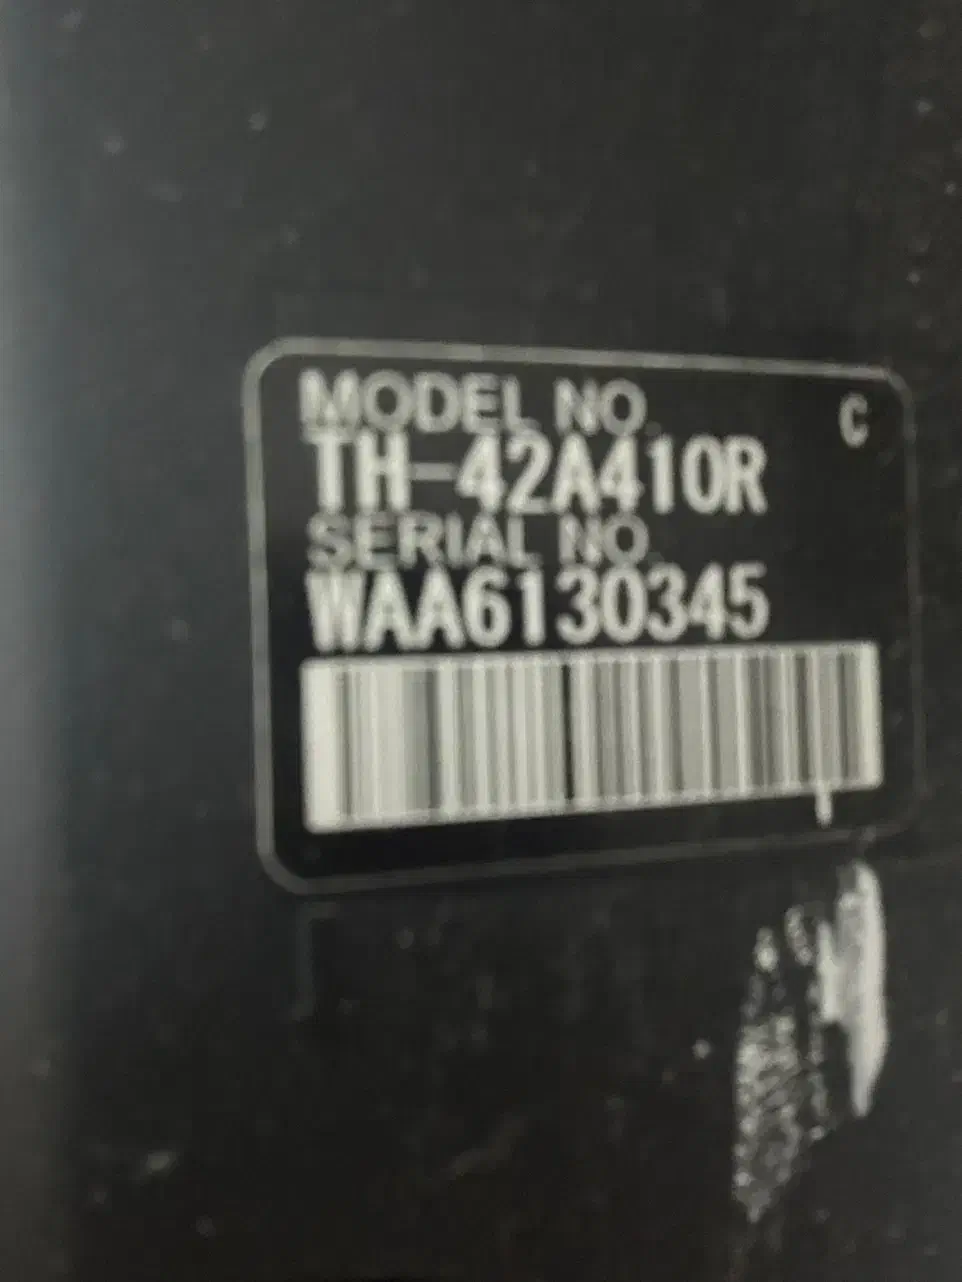 MODEL NO. C
TH-42A410R
SERIAL NO.
WAA6130345